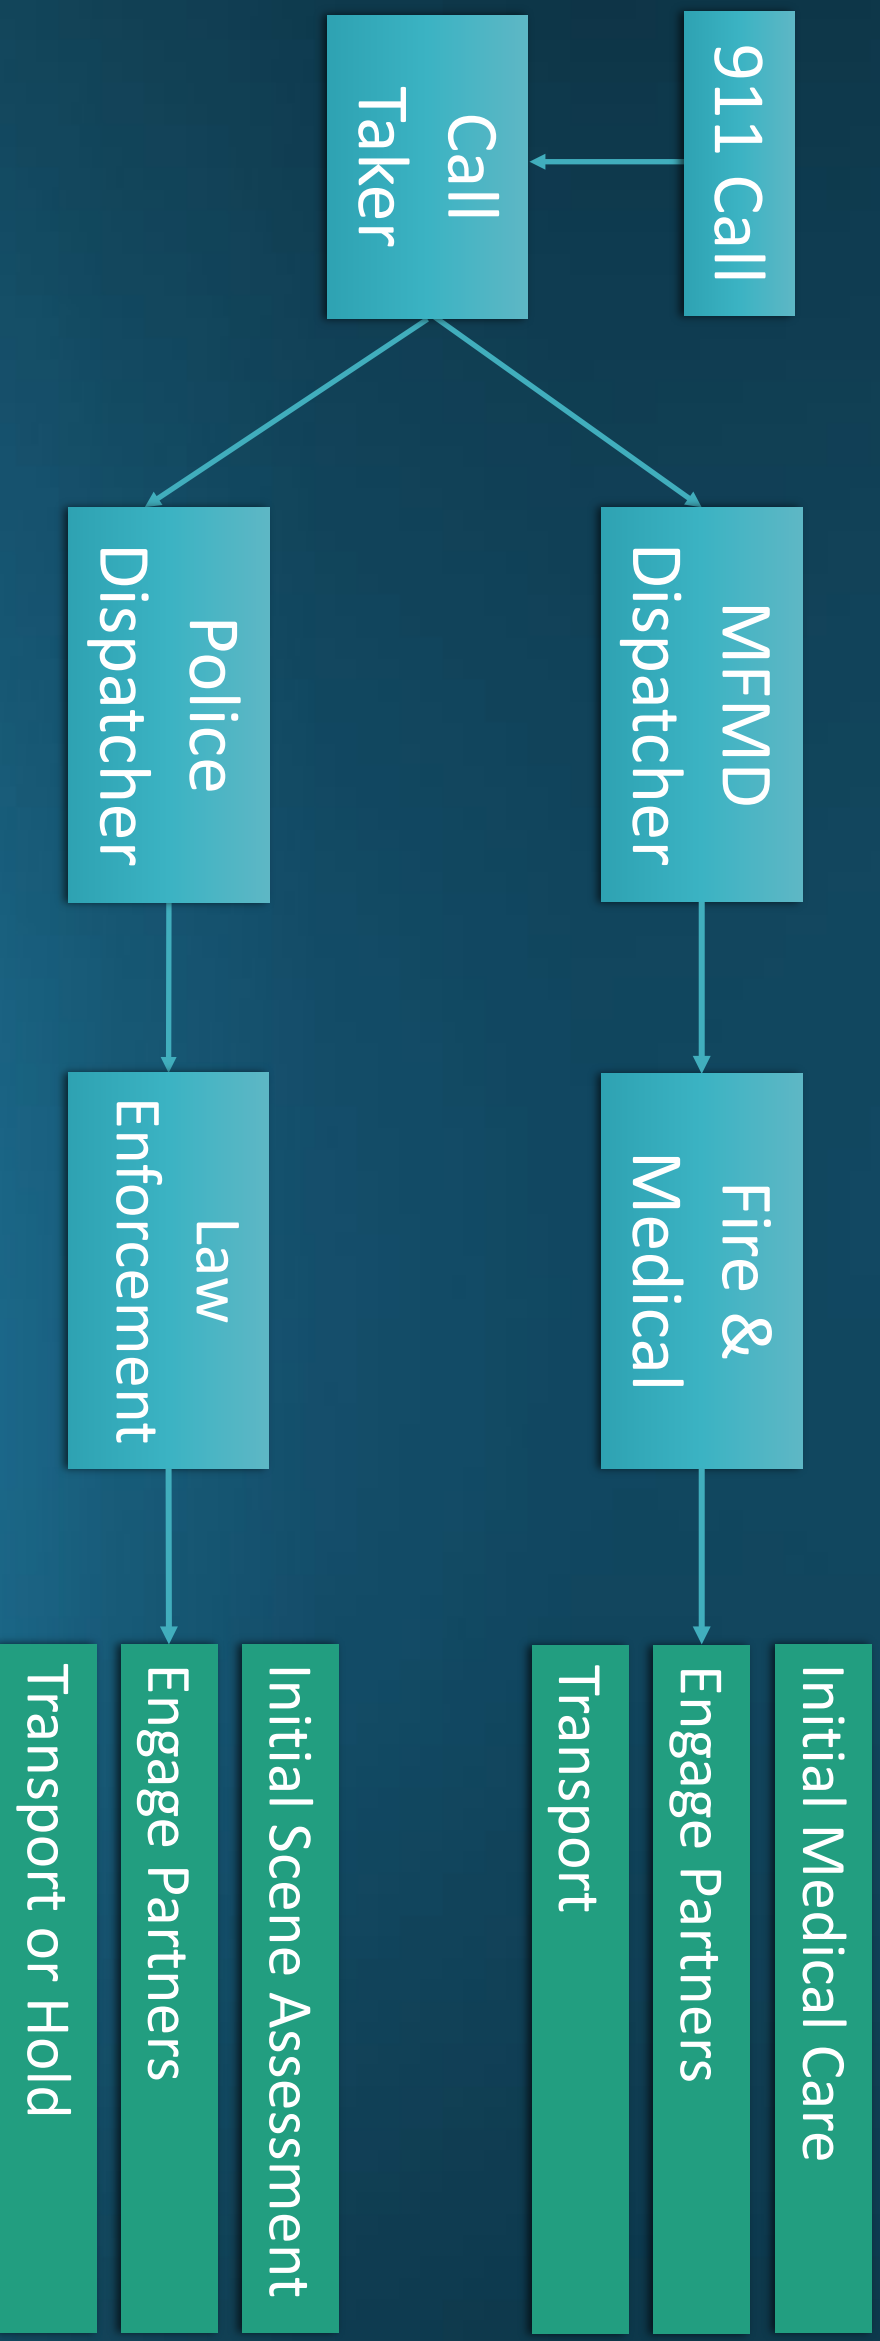 911 Call
Call
Taker
MFMD
Dispatcher
Fire &
Medical
Initial Medical Care
Engage Partners
Transport
Police
Dispatcher
Law
Enforcement
Initial Scene Assessment
Engage Partners
Transport or Hold